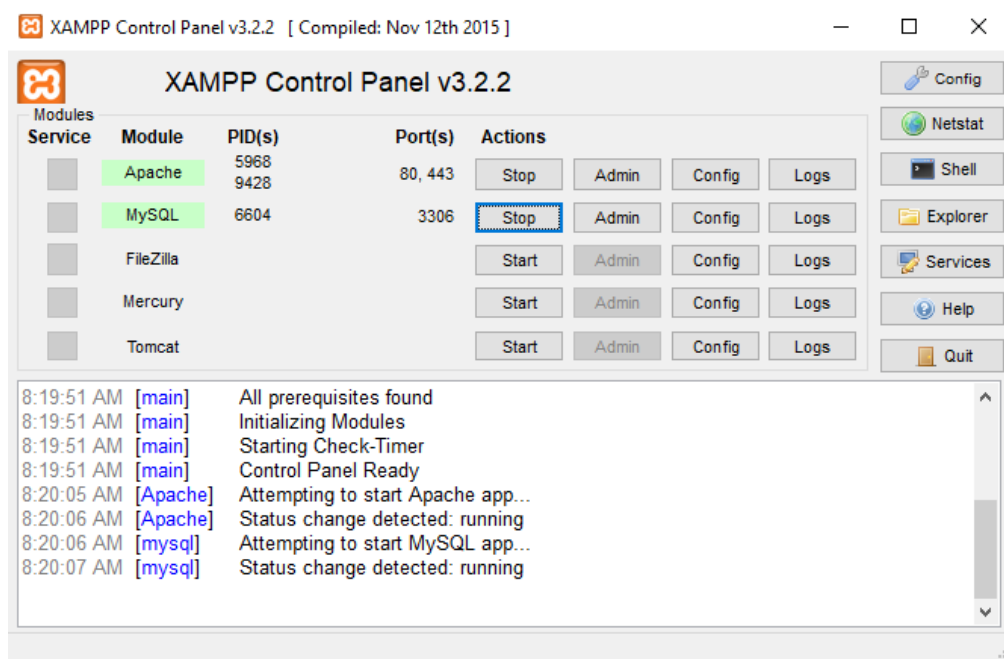 XAMPP Control Panel v3.2.2 [ Compiled: Nov 12th 2015 ]
XAMPP Control Panel v3.2.2
Config
Modules
Netstat
Service Module PID(s) Port(s) Actions
Apache 5968 9428 80, 443 Stop Admin Config Logs
Shell
MySQL 6604 3306 Stop Admin Config Logs
Explorer
FileZilla Start Admin Config Logs
Services
Mercury Start Admin Config Logs
Help
Tomcat Start Admin Config Logs
Quit
8:19:51 AM [main] All prerequisites found
8:19:51 AM [main] Initializing Modules
8:19:51 AM [main] Starting Check-Timer
8:19:51 AM [main] Control Panel Ready
8:20:05 AM [Apache] Attempting to start Apache app...
8:20:06 AM [Apache] Status change detected: running
8:20:06 AM [mysql] Attempting to start MySQL app...
8:20:07 AM [mysql] Status change detected: running